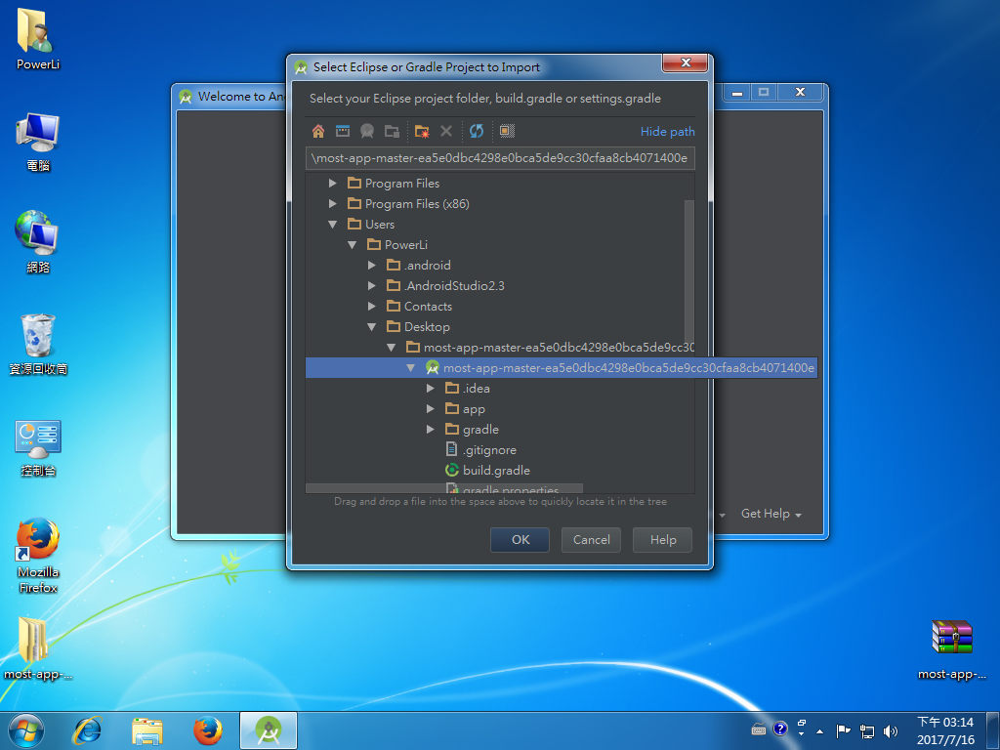 PowerLi
電腦
網路
資源回收筒
控制台
Mozilla
Firefox
most-app-...
Welcome to An
Select Eclipse or Gradle Project to Import
Select your Eclipse project folder, build.gradle or settings.gradle
Hide path
\most-app-master-ea5e0dbc4298e0bca5de9cc30cfaa8cb4071400e
Program Files
Program Files (x86)
Users
PowerLi
.android
.AndroidStudio2.3
Contacts
Desktop
most-app-master-ea5e0dbc4298e0bca5de9cc30
most-app-master-ea5e0dbc4298e0bca5de9cc30cfaa8cb4071400e
.idea
app
gradle
.gitignore
build.gradle
gradle.properties
Drag and drop a file into the space above to quickly locate it in the tree
OK
Cancel
Help
Get Help
most-app-...
下午 03:14
2017/7/16